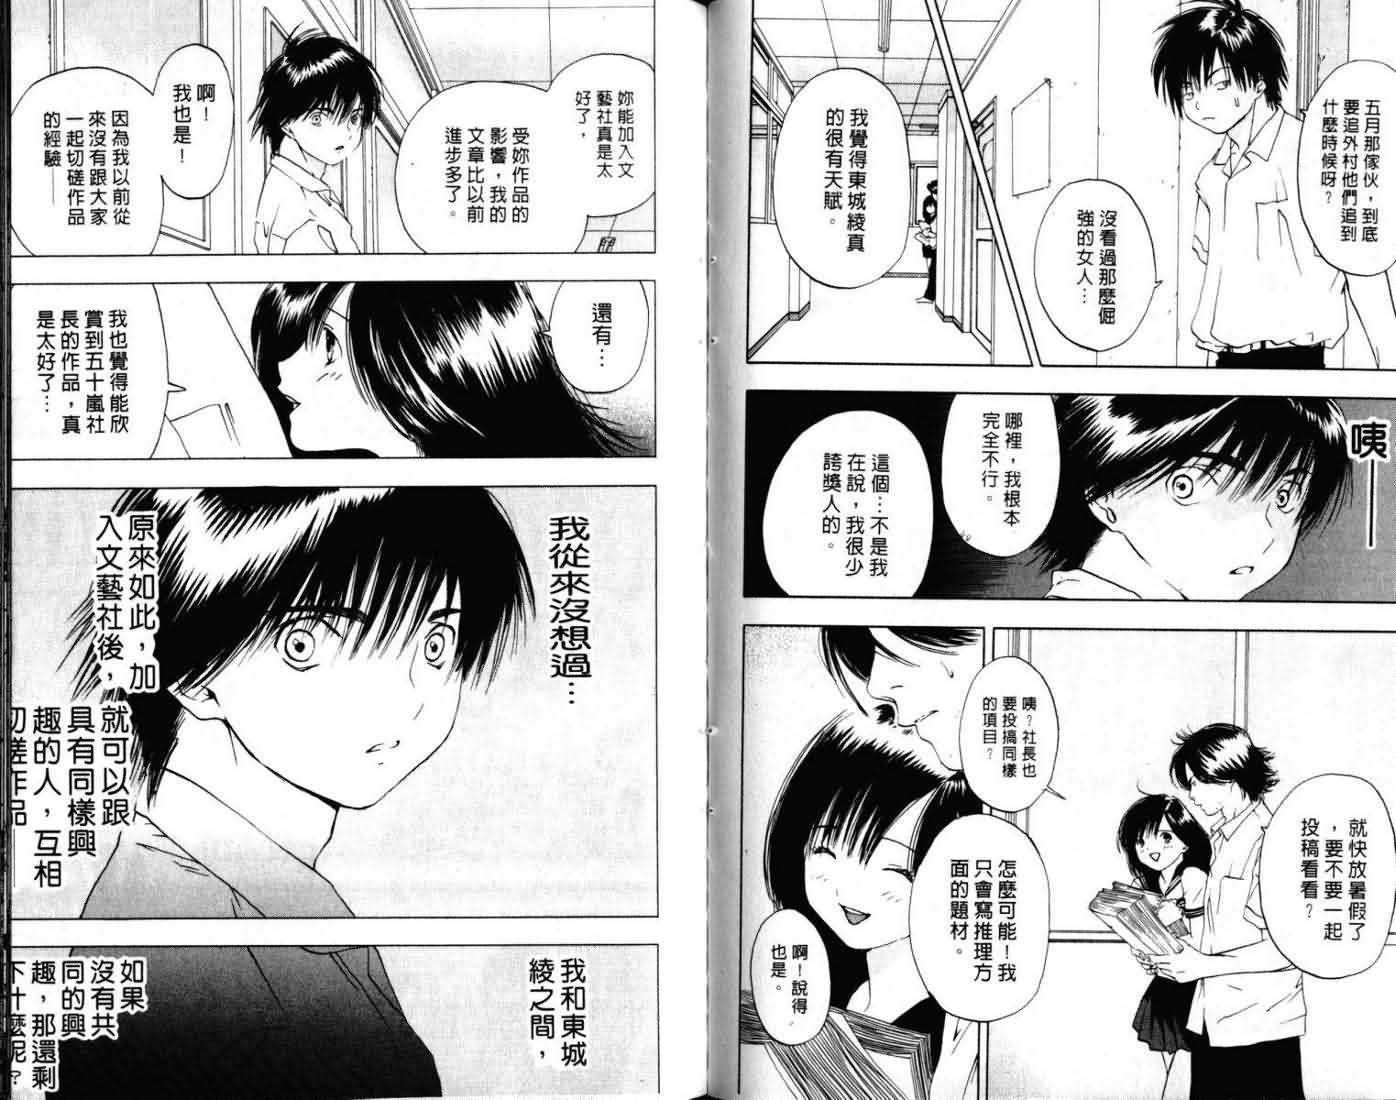 五月那傢伙，到底
要追外村他們追到
什麼時候呀？
沒看過那麼倔
強的女人…
我覺得東城綾真
的很有天賦。
咦——
哪裡，我根本
完全不行。
這個…不是我
在說，我很少
誇獎人的。
就快放暑假了
，要不要一起
投稿看看？
咦？社長也
要投搞同樣
的項目？
怎麼可能！我
只會寫推理方
面的題材。
啊！說得
也是。
妳能加入文
藝社真是太
好了，
受妳作品的
影響，我的
文章比以前
進步多了。
啊！
我也是！
因為我以前從
來沒有跟大家
一起切磋作品
的經驗——
還有…
我也覺得能欣
賞到五十嵐社
長的作品，真
是太好了…
我從來沒想過…
原來如此，加
入文藝社後，
就可以跟
具有同樣興
趣的人，互相
切磋作品——
我和東城
綾之間，
如果
沒有共
同的興
趣，那還剩
下什麼呢？